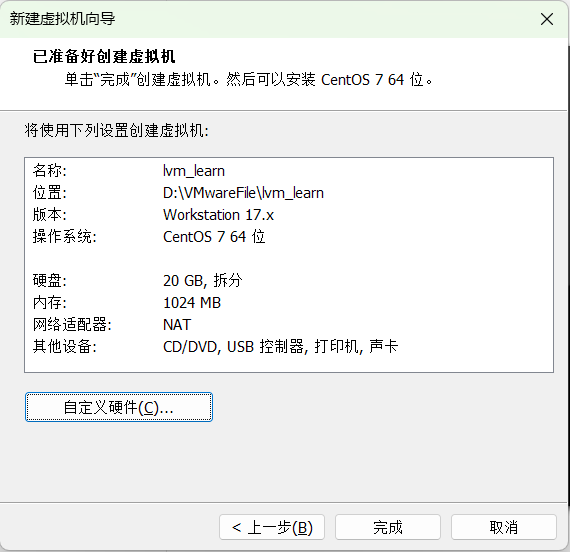 新建虚拟机向导
已准备好创建虚拟机
单击“完成”创建虚拟机。然后可以安装 CentOS 7 64 位。
将使用下列设置创建虚拟机:
名称: lvm_learn
位置: D:\VMwareFile\lvm_learn
版本: Workstation 17.x
操作系统: CentOS 7 64 位
硬盘: 20 GB, 拆分
内存: 1024 MB
网络适配器: NAT
其他设备: CD/DVD, USB 控制器, 打印机, 声卡
自定义硬件(C)...
< 上一步(B) 完成 取消